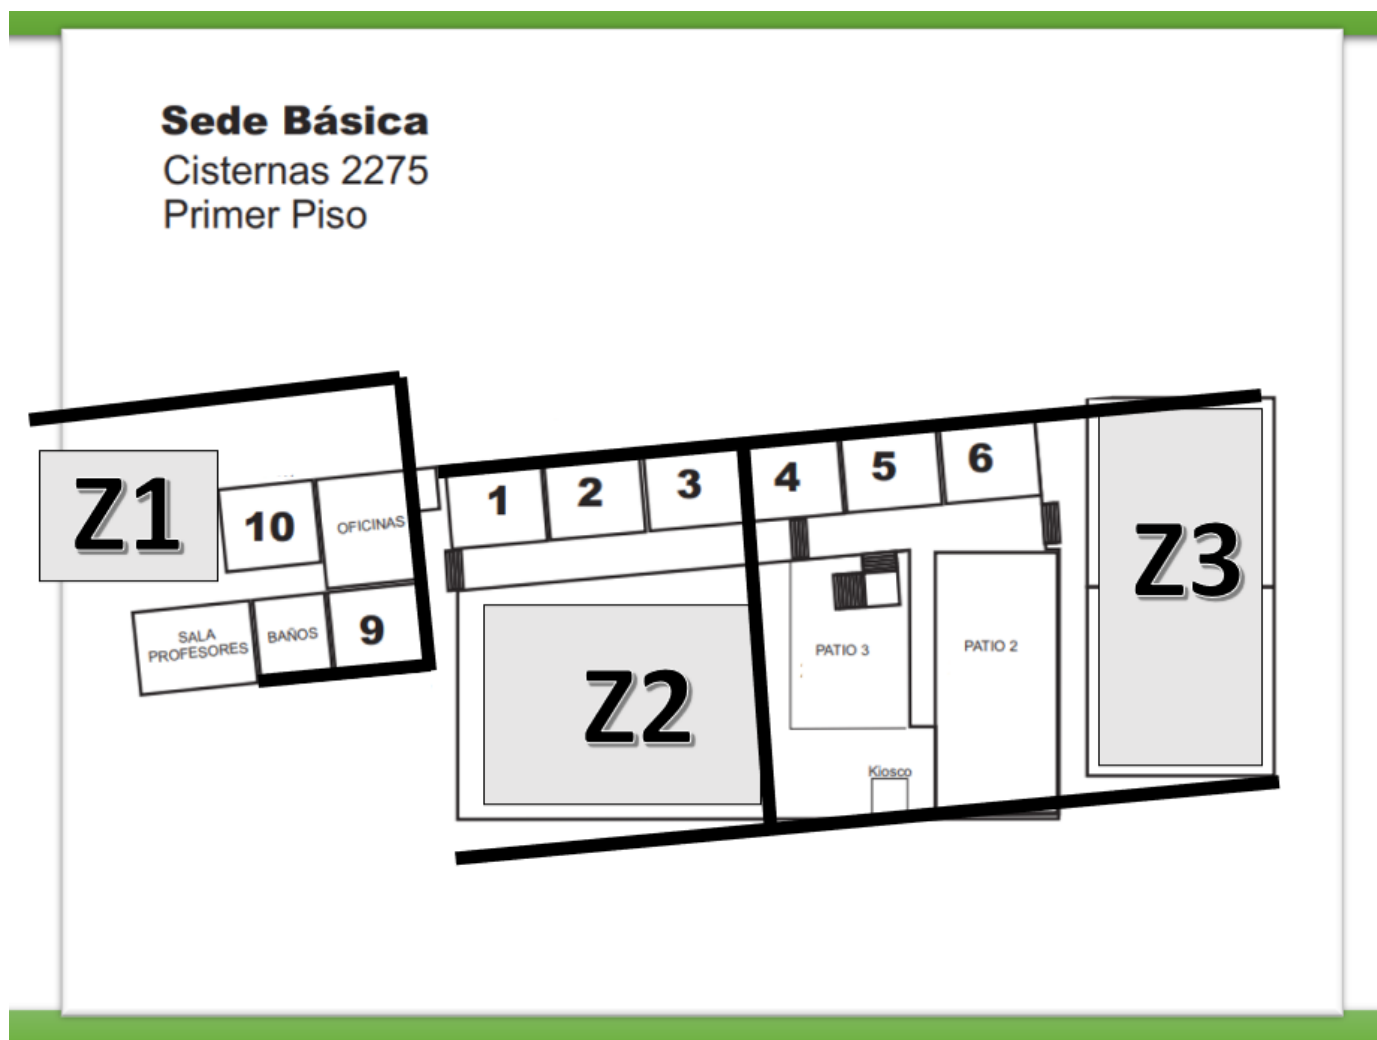 Sede Básica
Cisternas 2275
Primer Piso
Z1
10
OFICINAS
SALA
PROFESORES
BAÑOS
9
1
2
3
4
5
6
Z2
PATIO 3
PATIO 2
Kiosco
Z3